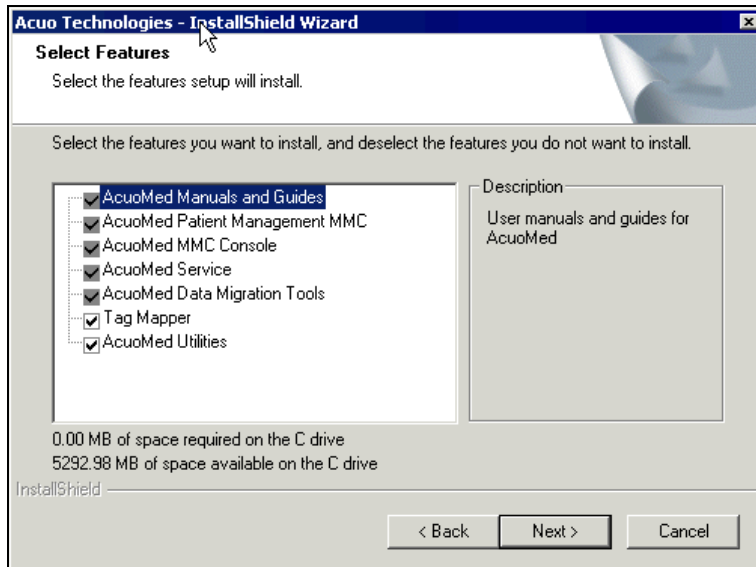 Acuo Technologies - InstallShield Wizard
Select Features
Select the features setup will install.
Select the features you want to install, and deselect the features you do not want to install.
AcuoMed Manuals and Guides
AcuoMed Patient Management MMC
AcuoMed MMC Console
AcuoMed Service
AcuoMed Data Migration Tools
Tag Mapper
AcuoMed Utilities
Description
User manuals and guides for
AcuoMed
0.00 MB of space required on the C drive
5292.98 MB of space available on the C drive
InstallShield
< Back
Next >
Cancel